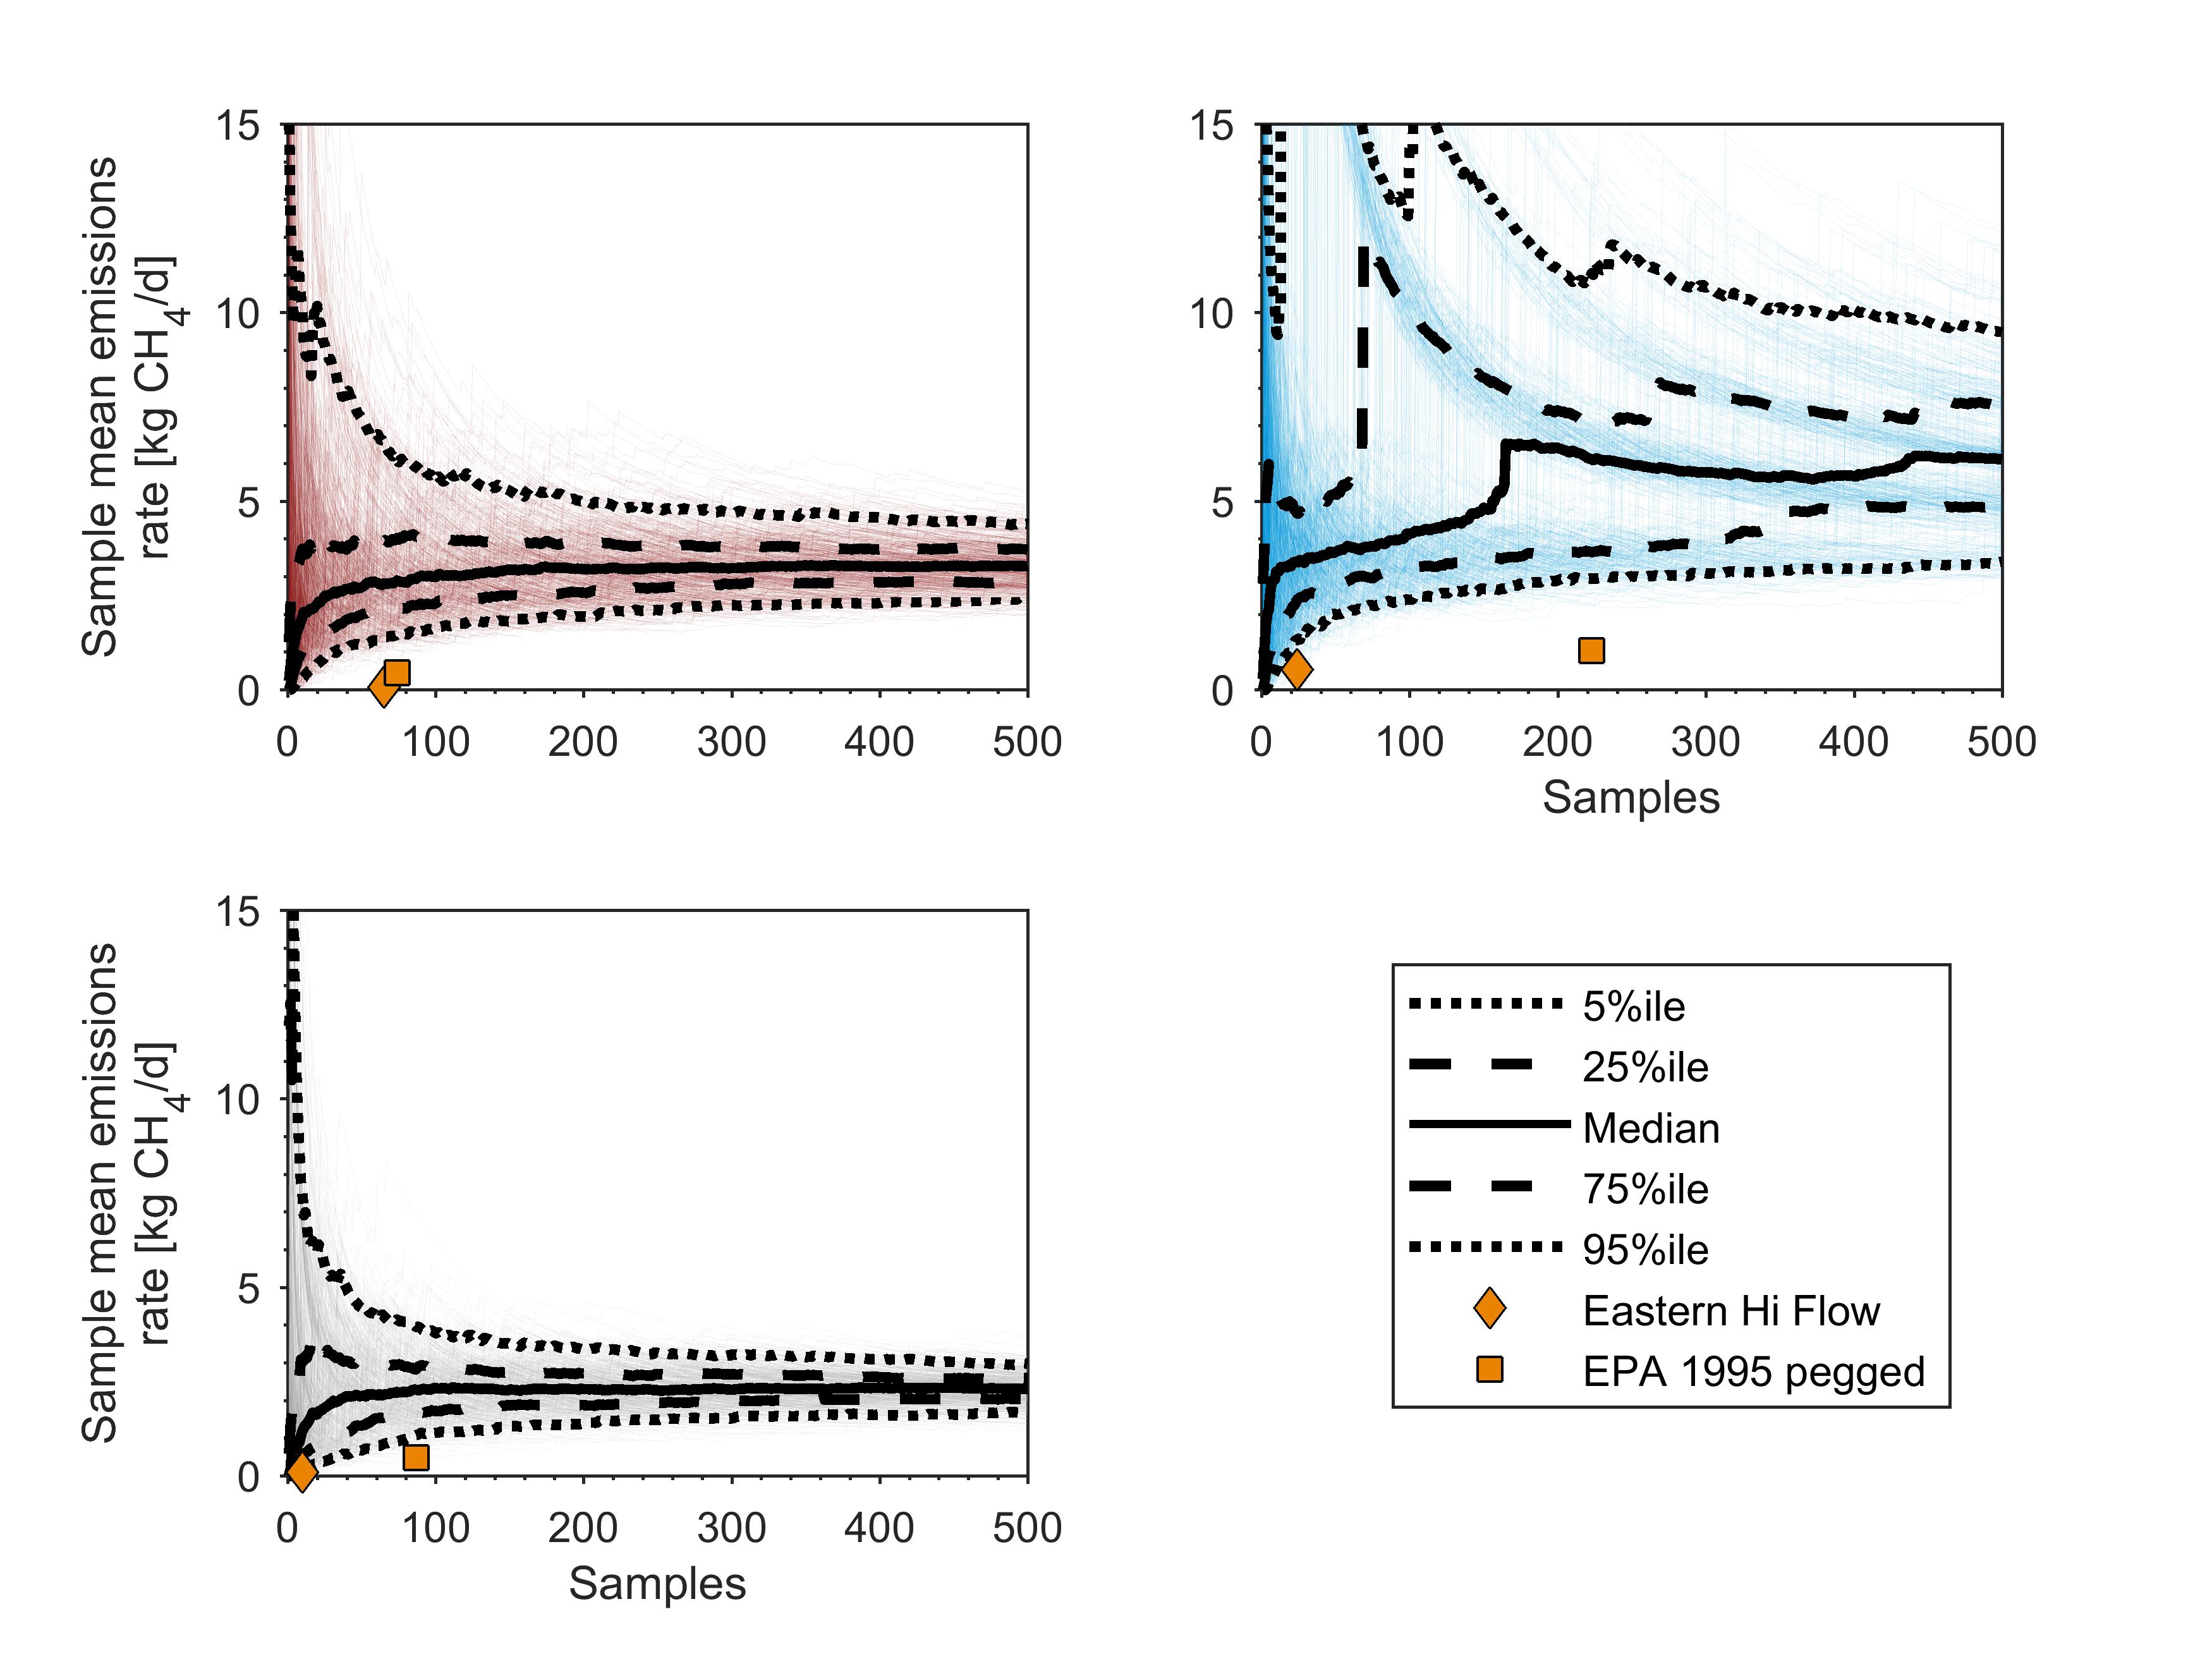 15
10
5
0
Sample mean emissions
rate [kg CH4/d]
0 100 200 300 400 500
15
10
5
0
0 100 200 300 400 500
Samples
15
10
5
0
Sample mean emissions
rate [kg CH4/d]
0 100 200 300 400 500
Samples
5%ile
25%ile
Median
75%ile
95%ile
Eastern Hi Flow
EPA 1995 pegged